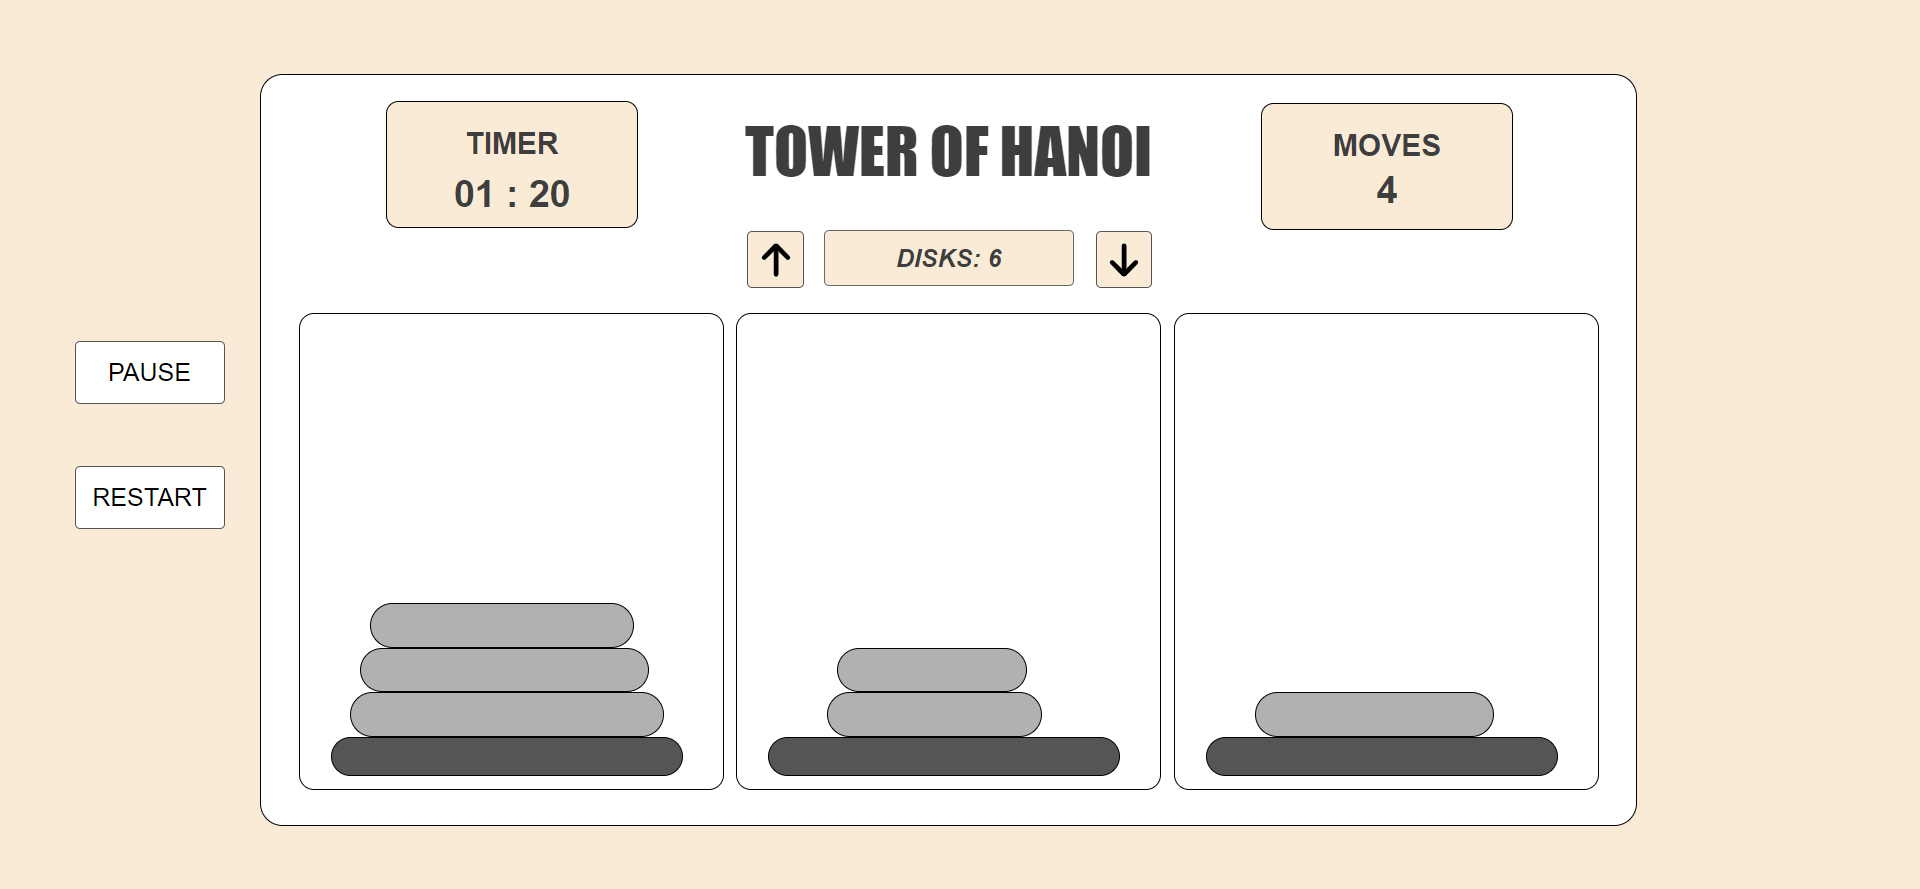 TIMER
01 : 20
TOWER OF HANOI
MOVES
4
DISKS: 6
PAUSE
RESTART